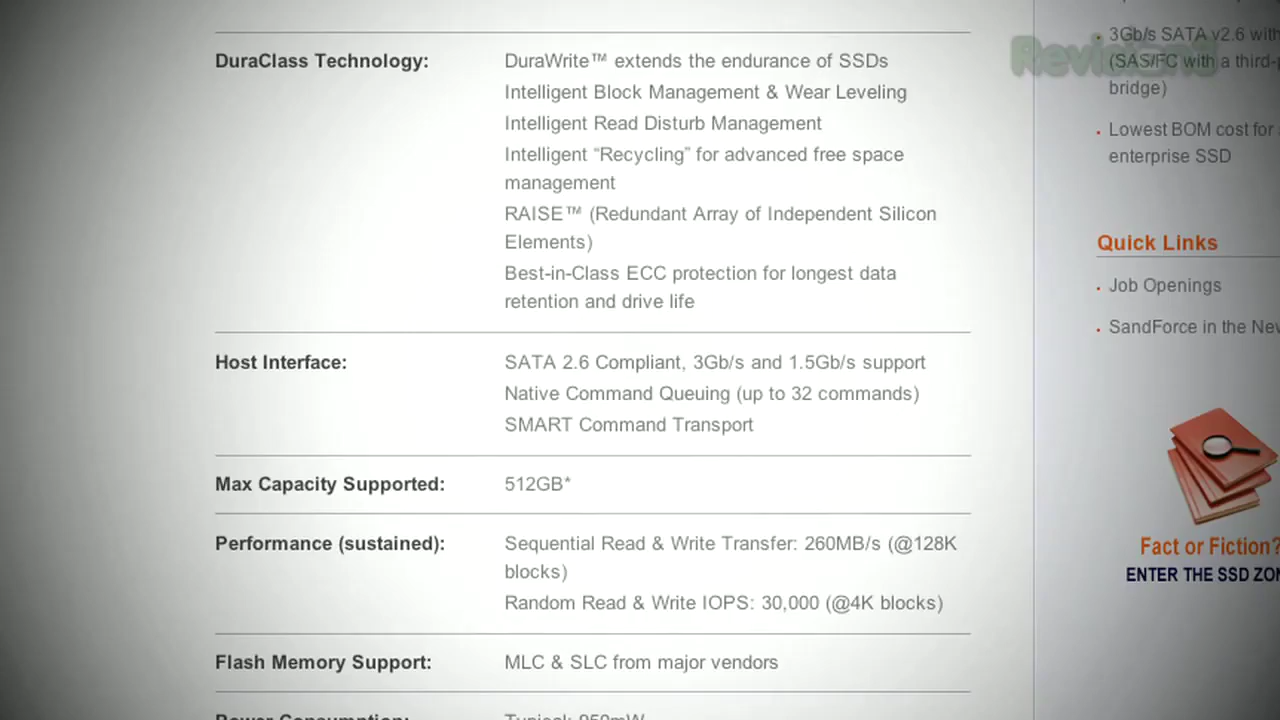 DuraClass Technology:
DuraWrite™ extends the endurance of SSDs
Intelligent Block Management & Wear Leveling
Intelligent Read Disturb Management
Intelligent “Recycling” for advanced free space
management
RAISE™ (Redundant Array of Independent Silicon
Elements)
Best-in-Class ECC protection for longest data
retention and drive life
Host Interface:
SATA 2.6 Compliant, 3Gb/s and 1.5Gb/s support
Native Command Queuing (up to 32 commands)
SMART Command Transport
Max Capacity Supported:
512GB*
Performance (sustained):
Sequential Read & Write Transfer: 260MB/s (@128K
blocks)
Random Read & Write IOPS: 30,000 (@4K blocks)
Flash Memory Support:
MLC & SLC from major vendors
Power Consumption:
Typical: 950mW
3Gb/s SATA v2.6 with
(SAS/FC with a third-
bridge)
Lowest BOM cost for
enterprise SSD
Quick Links
Job Openings
SandForce in the
Fact or Fiction?
ENTER THE SSD